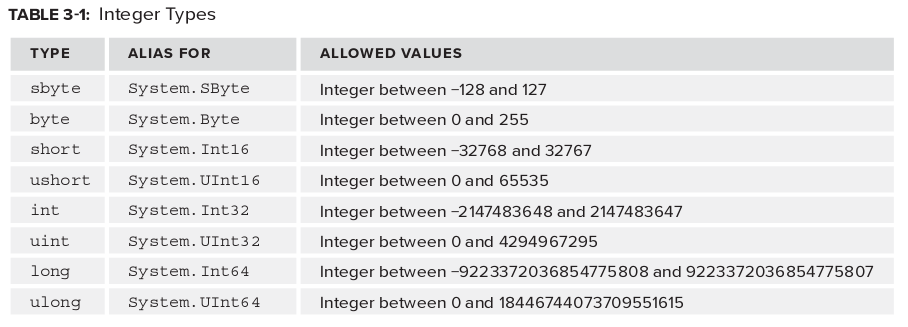 TABLE 3-1: Integer Types
TYPE ALIAS FOR ALLOWED VALUES
sbyte System.SByte Integer between −128 and 127
byte System.Byte Integer between 0 and 255
short System.Int16 Integer between −32768 and 32767
ushort System.UInt16 Integer between 0 and 65535
int System.Int32 Integer between −2147483648 and 2147483647
uint System.UInt32 Integer between 0 and 4294967295
long System.Int64 Integer between −9223372036854775808 and 9223372036854775807
ulong System.UInt64 Integer between 0 and 18446744073709551615